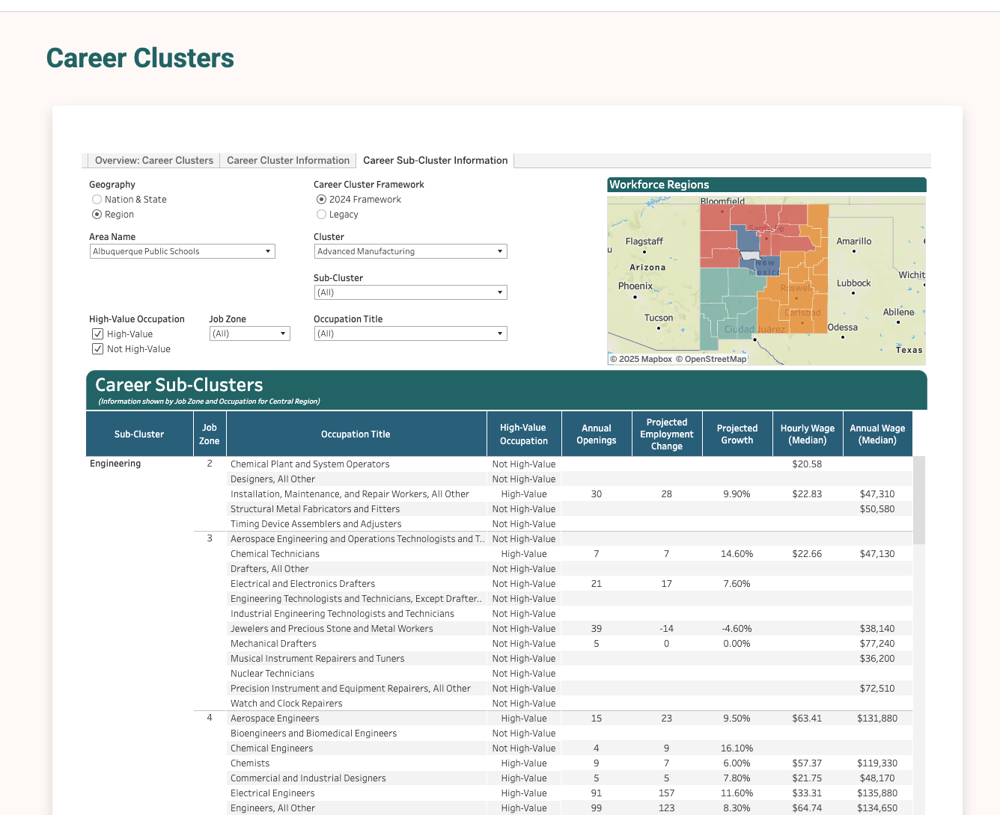 Career Clusters
Overview: Career Clusters Career Cluster Information Career Sub-Cluster Information
Geography
Nation & State
Region
Area Name
Albuquerque Public Schools
High-Value Occupation
High-Value
Not High-Value
Job Zone
(All)
Career Cluster Framework
2024 Framework
Legacy
Cluster
Advanced Manufacturing
Sub-Cluster
(All)
Occupation Title
(All)
Workforce Regions
Bloomfield
Santa Fe
Flagstaff
Amarillo
u
Arizona
New
Mexico
Phoenix
Roswell
Lubbock
Wichit
Tucson
Carlsbad
Abilene
Ciudad Juárez
Odessa
Texas
© 2025 Mapbox © OpenStreetMap
Career Sub-Clusters
(Information shown by Job Zone and Occupation for Central Region)
Sub-Cluster Job Zone Occupation Title High-Value Occupation Annual Openings Projected Employment Change Projected Growth Hourly Wage (Median) Annual Wage (Median)
Engineering 2 Chemical Plant and System Operators Not High-Value $20.58
Designers, All Other Not High-Value
Installation, Maintenance, and Repair Workers, All Other High-Value 30 28 9.90% $22.83 $47,310
Structural Metal Fabricators and Fitters Not High-Value $50,580
Timing Device Assemblers and Adjusters Not High-Value
3 Aerospace Engineering and Operations Technologists and T.. Not High-Value
Chemical Technicians High-Value 7 7 14.60% $22.66 $47,130
Drafters, All Other Not High-Value
Electrical and Electronics Drafters Not High-Value 21 17 7.60%
Engineering Technologists and Technicians, Except Drafter.. Not High-Value
Industrial Engineering Technologists and Technicians Not High-Value
Jewelers and Precious Stone and Metal Workers Not High-Value 39 -14 -4.60% $38,140
Mechanical Drafters Not High-Value 5 0 0.00% $77,240
Musical Instrument Repairers and Tuners Not High-Value $36,200
Nuclear Technicians Not High-Value
Precision Instrument and Equipment Repairers, All Other Not High-Value $72,510
Watch and Clock Repairers Not High-Value
4 Aerospace Engineers High-Value 15 23 9.50% $63.41 $131,880
Bioengineers and Biomedical Engineers Not High-Value
Chemical Engineers Not High-Value 4 9 16.10%
Chemists High-Value 9 7 6.00% $57.37 $119,330
Commercial and Industrial Designers High-Value 5 5 7.80% $21.75 $48,170
Electrical Engineers High-Value 91 157 11.60% $33.31 $135,880
Engineers, All Other High-Value 99 123 8.30% $64.74 $134,650